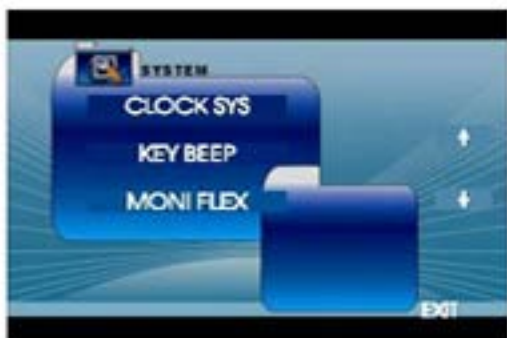 SYSTEM
CLOCK SYS
KEY BEEP
MONI FLEX
EXIT